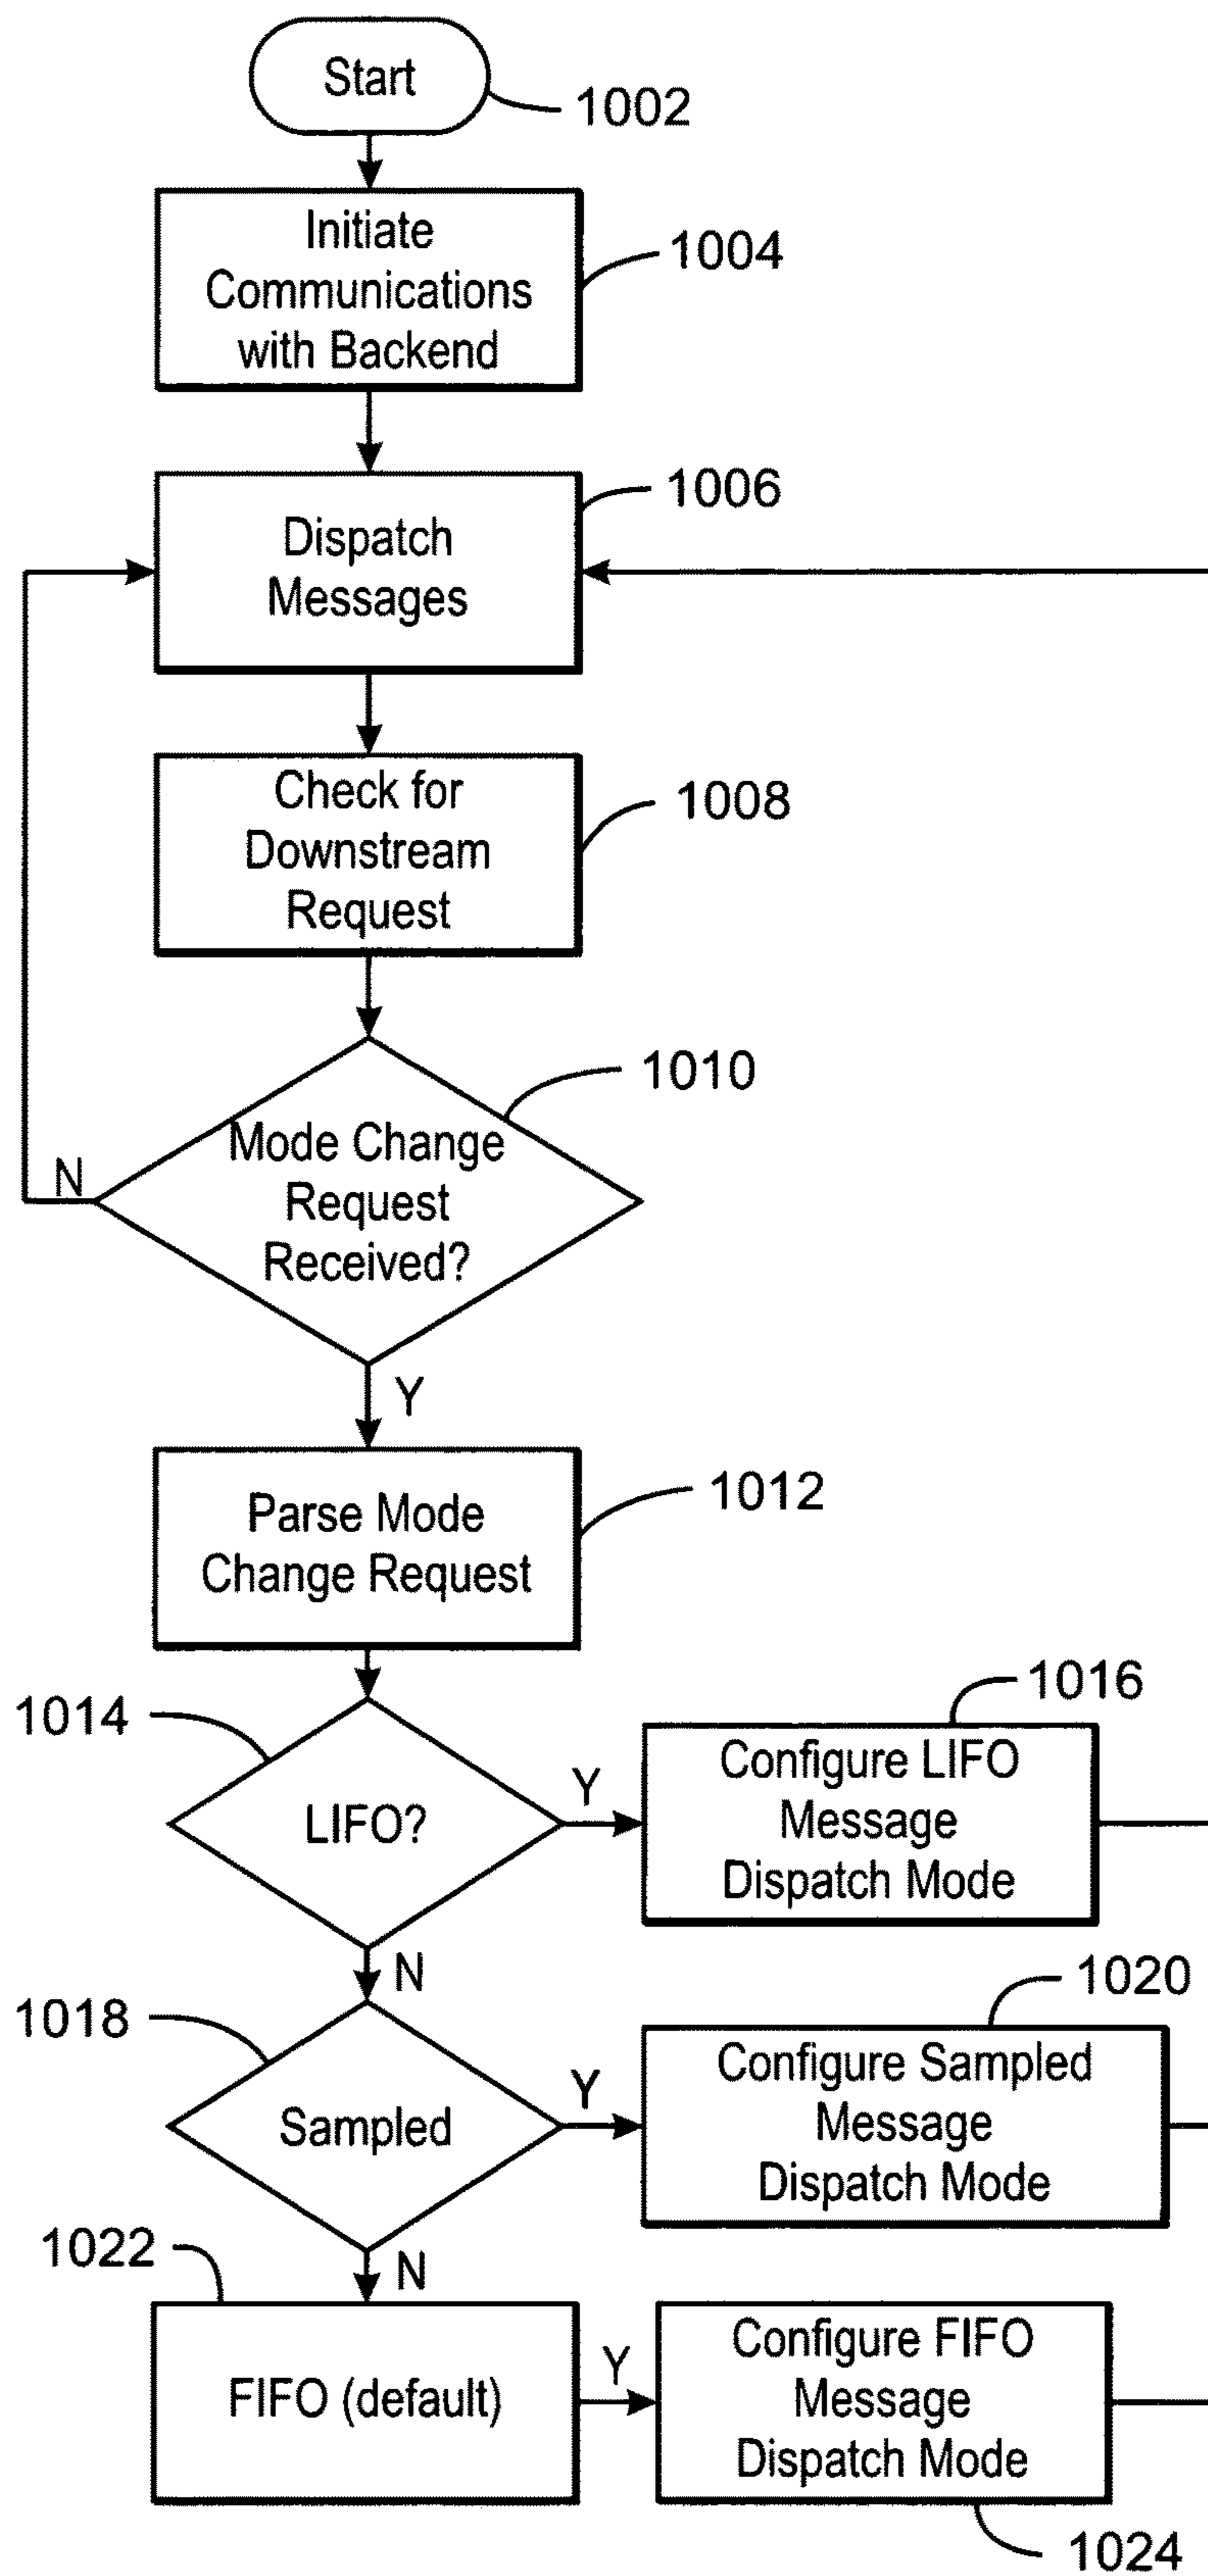 Start
1002
Initiate
Communications
with Backend
1004
Dispatch
Messages
1006
Check for
Downstream
Request
1008
Mode Change
Request
Received?
1010
N
Y
Parse Mode
Change Request
1012
LIFO?
1014
Y
Configure LIFO
Message
Dispatch Mode
1016
N
Sampled
1018
Y
Configure Sampled
Message
Dispatch Mode
1020
N
FIFO (default)
1022
Y
Configure FIFO
Message
Dispatch Mode
1024